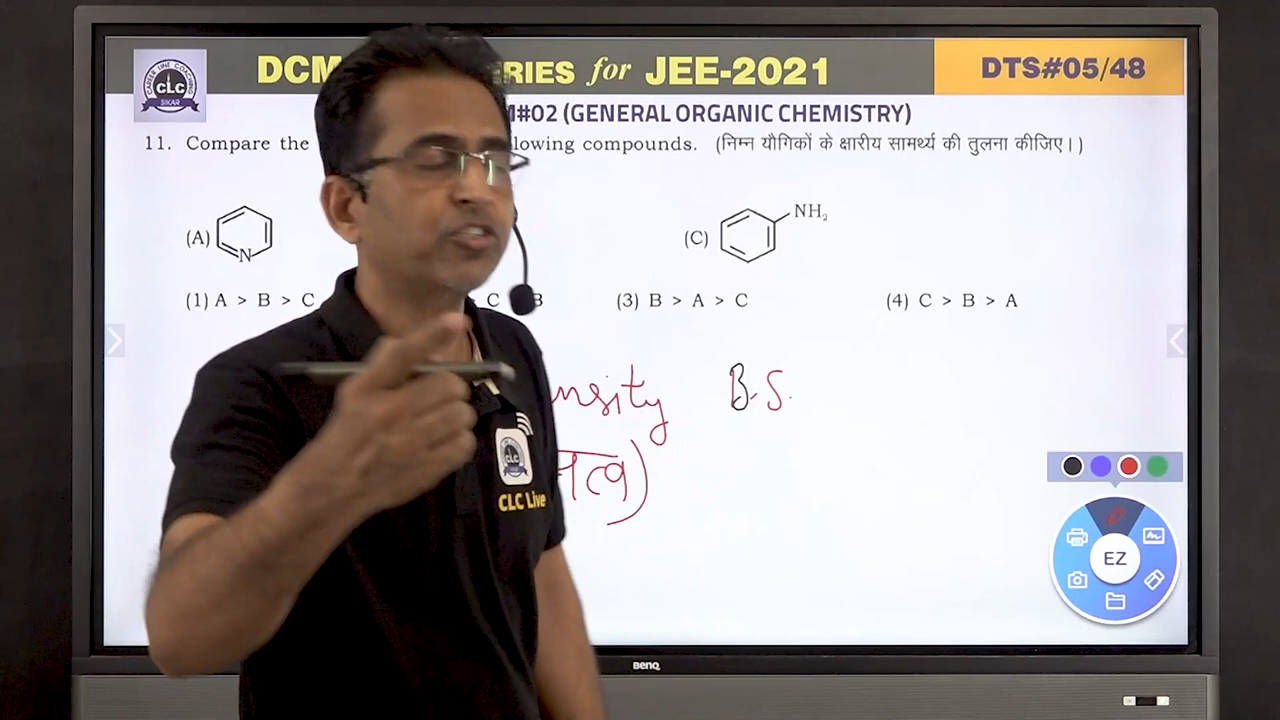 DCM ERIES for JEE-2021 DTS#05/48
CAREER LINE COACHING
CLC
SIKAR
#02 (GENERAL ORGANIC CHEMISTRY)
11. Compare the lowing compounds. (निम्न यौगिकों के क्षारीय सामर्थ्य की तुलना कीजिए।)
(A) N (C) NH2
(1) A > B > C C B (3) B > A > C (4) C > B > A
nsity B.S.
CLC
CLC Live
EZ
BenQ